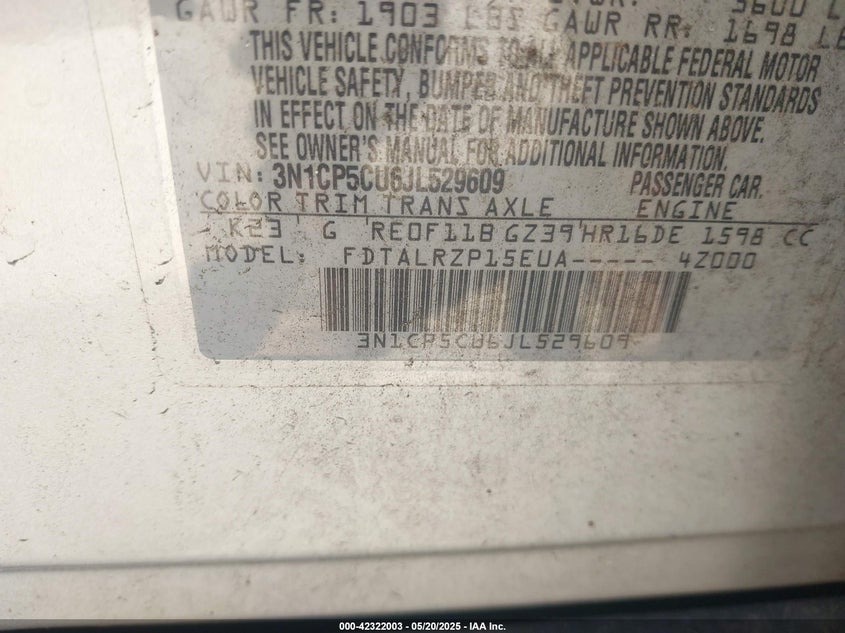 3600 L
GAWR FR: 1903 LBS GAWR RR: 1698 LB
THIS VEHICLE CONFORMS TO ALL APPLICABLE FEDERAL MOTOR
VEHICLE SAFETY, BUMPER AND THEFT PREVENTION STANDARDS
IN EFFECT ON THE DATE OF MANUFACTURE SHOWN ABOVE.
SEE OWNER'S MANUAL FOR ADDITIONAL INFORMATION.
VIN: 3N1CP5CU6JL529609 PASSENGER CAR.
COLOR TRIM TRANS AXLE ENGINE
K23 G RE0F11B GZ39 HR16DE 1598 CC
MODEL: FDTALRZP15EUA----- 4Z000
3N1CP5CU6JL529609
000-42322003 — 05/20/2025 — IAA Inc.